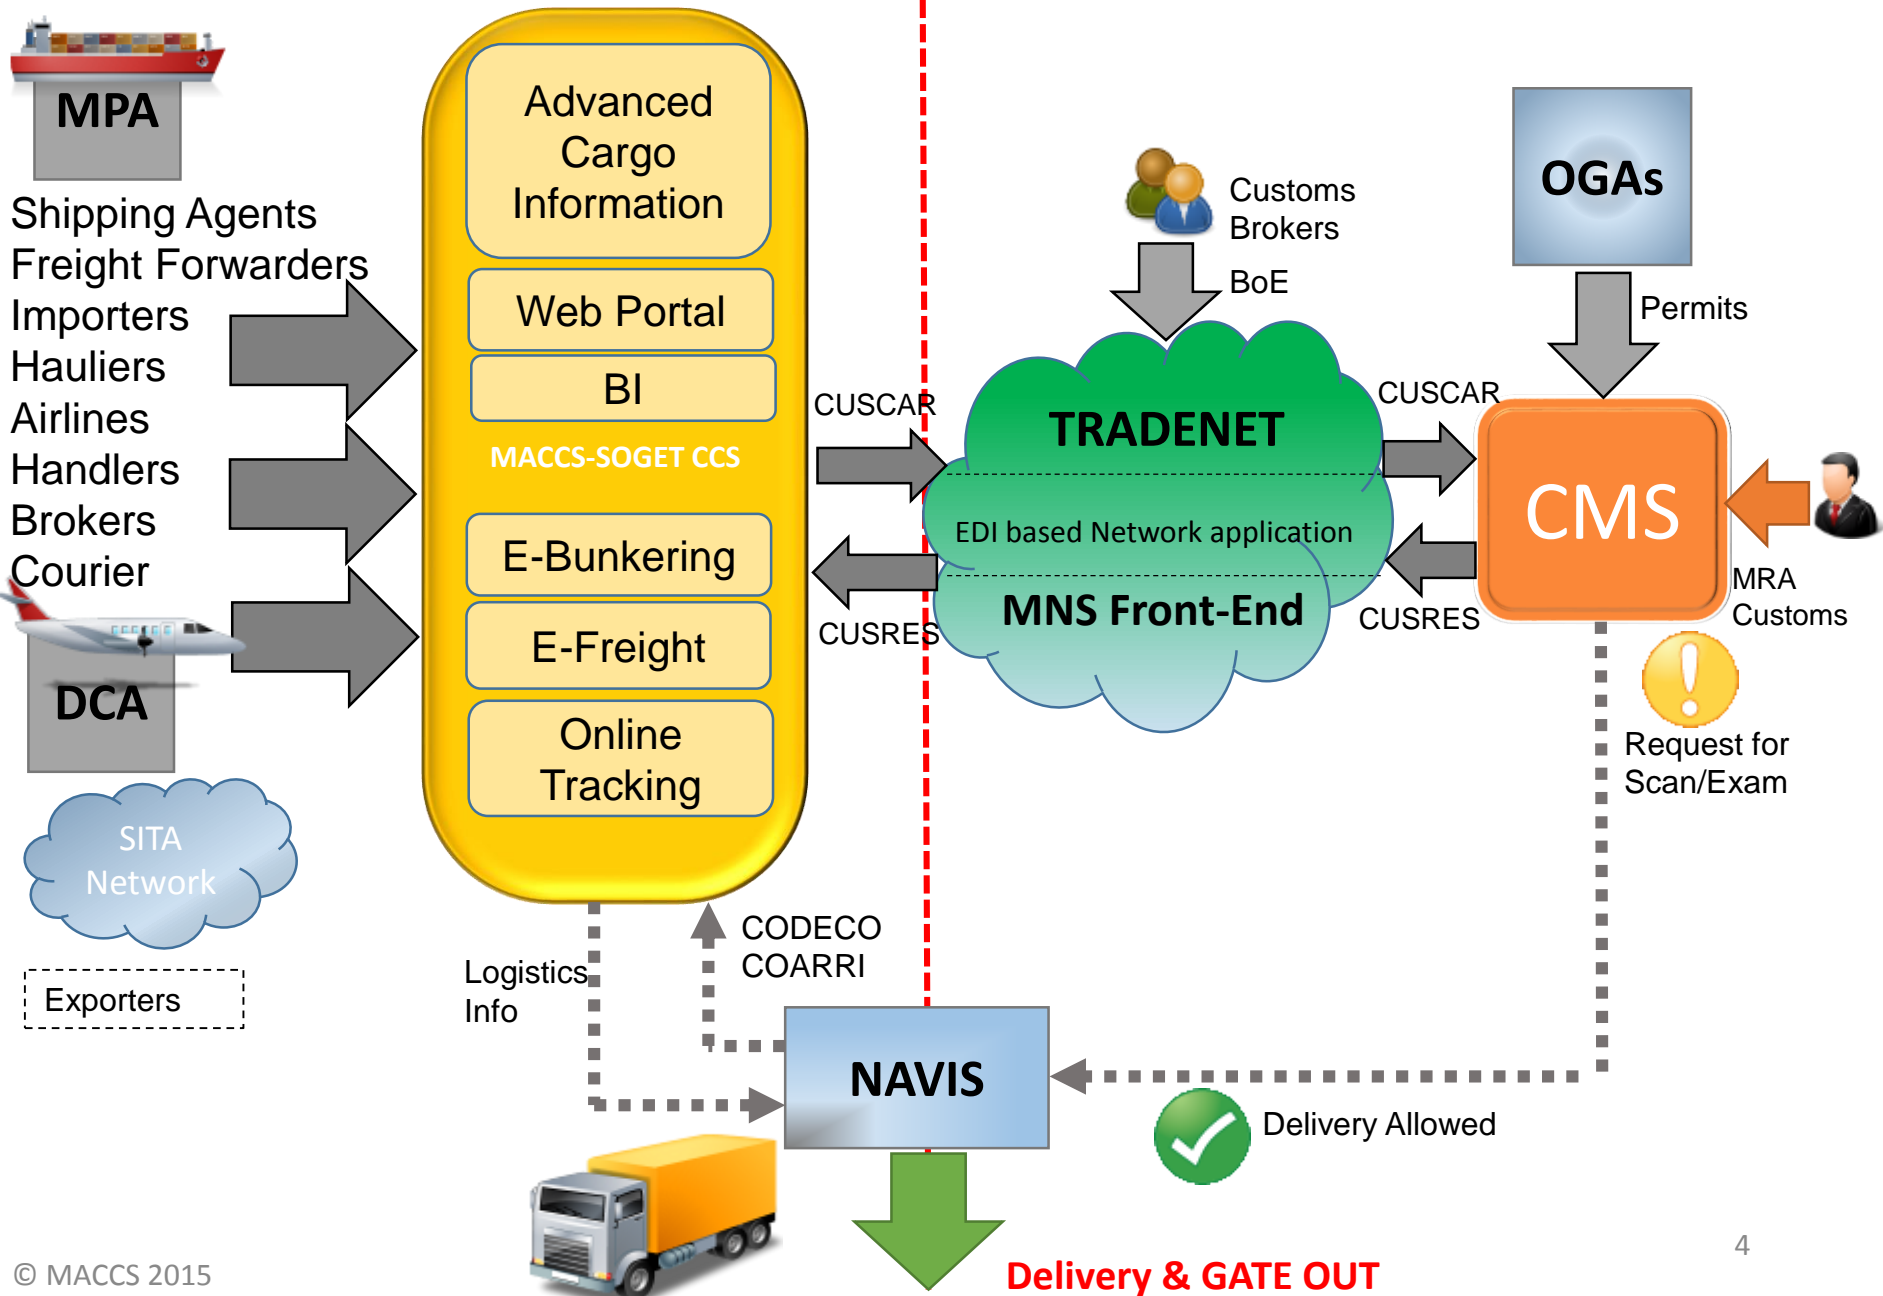 MPA
Shipping Agents
Freight Forwarders
Importers
Hauliers
Airlines
Handlers
Brokers
Courier
DCA
SITA
Network
Exporters
Advanced
Cargo
Information
Web Portal
BI
MACCS-SOGET CCS
E-Bunkering
E-Freight
Online
Tracking
CUSCAR
CUSRES
Customs
Brokers
BoE
TRADENET
EDI based Network application
MNS Front-End
CUSCAR
CUSRES
OGAs
Permits
CMS
MRA
Customs
Request for
Scan/Exam
Logistics
Info
CODECO
COARRI
NAVIS
Delivery Allowed
Delivery & GATE OUT
4
© MACCS 2015